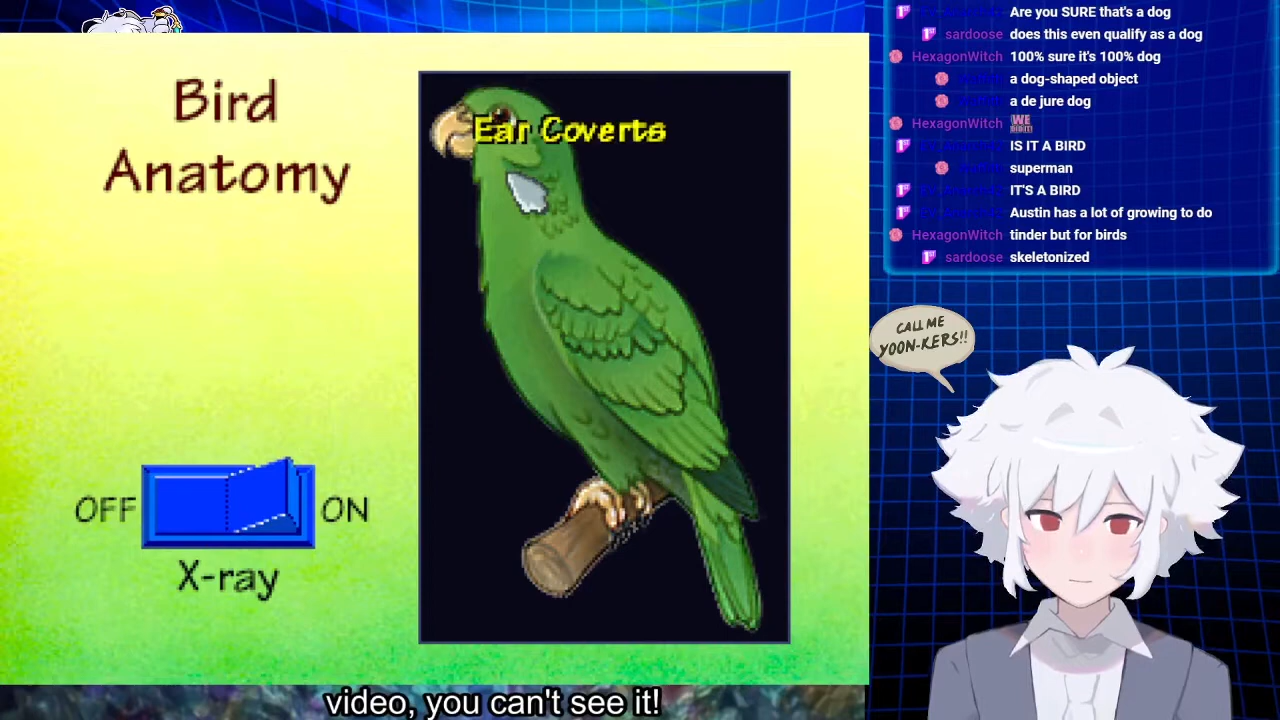 Bird
Anatomy
Ear Coverts
OFF
ON
X-ray
video, you can't see it!
Are you SURE that's a dog
sardoose does this even qualify as a dog
HexagonWitch 100% sure it's 100% dog
a dog-shaped object
a de jure dog
HexagonWitch
IS IT A BIRD
superman
IT'S A BIRD
Austin has a lot of growing to do
HexagonWitch tinder but for birds
sardoose skeletonized
CALL ME
YOON-KERS!!